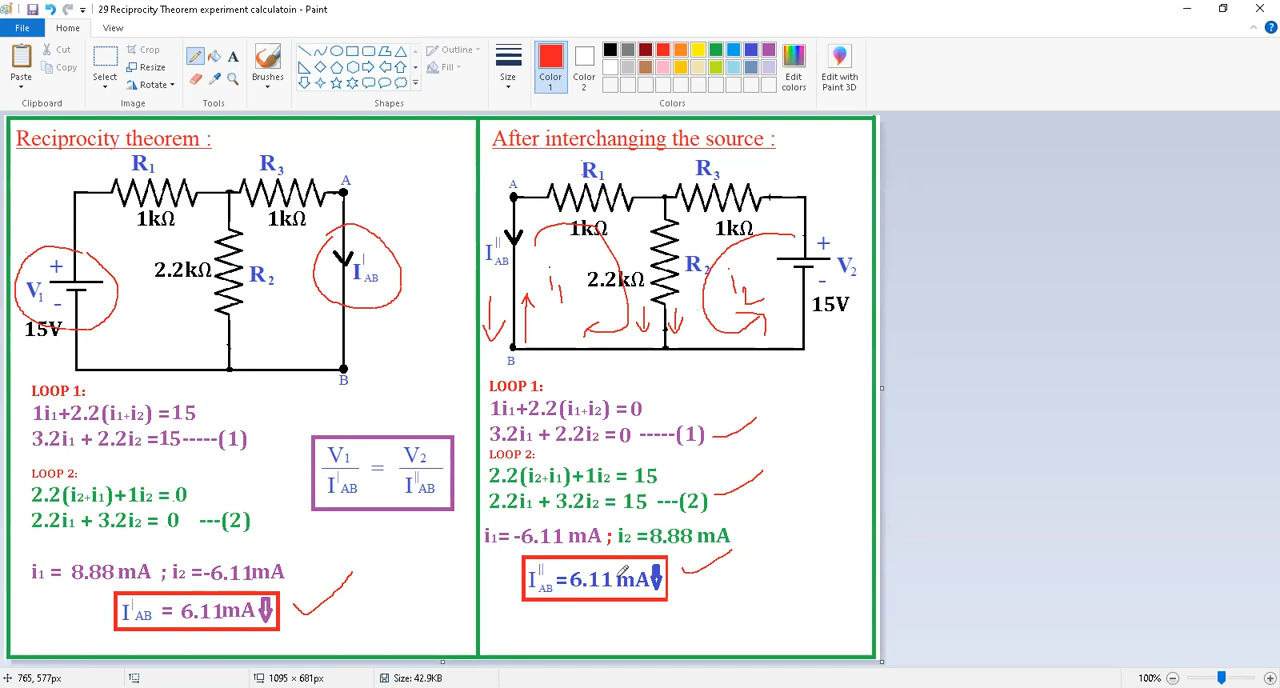 29 Reciprocity Theorem experiment calculatoin - Paint
File Home View
Paste
Cut
Copy
Clipboard
Select
Crop
Resize
Rotate
Image
A
Tools
Brushes
Outline
Fill
Shapes
Size
Color 1
Color 2
Edit colors
Edit with Paint 3D
Colors
Reciprocity theorem :
R₁
R₃
A
1kΩ
1kΩ
2.2kΩ
R₂
+
V₁
-
15V
I'AB
B
LOOP 1:
1i₁+2.2(i₁+i₂) =15
3.2i₁ + 2.2i₂ =15-----(1)
LOOP 2:
2.2(i₂+i₁)+1i₂ = 0
2.2i₁ + 3.2i₂ = 0 ---(2)
i₁ = 8.88 mA ; i₂ =-6.11mA
I'AB = 6.11mA
V₁ / I'AB = V₂ / I''AB
After interchanging the source :
R₁
R₃
A
1kΩ
1kΩ
I''AB
i₁
2.2kΩ
R₂
i₂
+
V₂
-
15V
B
LOOP 1:
1i₁+2.2(i₁+i₂) =0
3.2i₁ + 2.2i₂ =0 -----(1)
LOOP 2:
2.2(i₂+i₁)+1i₂ = 15
2.2i₁ + 3.2i₂ = 15 ---(2)
i₁= -6.11 mA ; i₂ =8.88 mA
I''AB =6.11 mA
765, 577px
1095 × 681px
Size: 42.9KB
100%